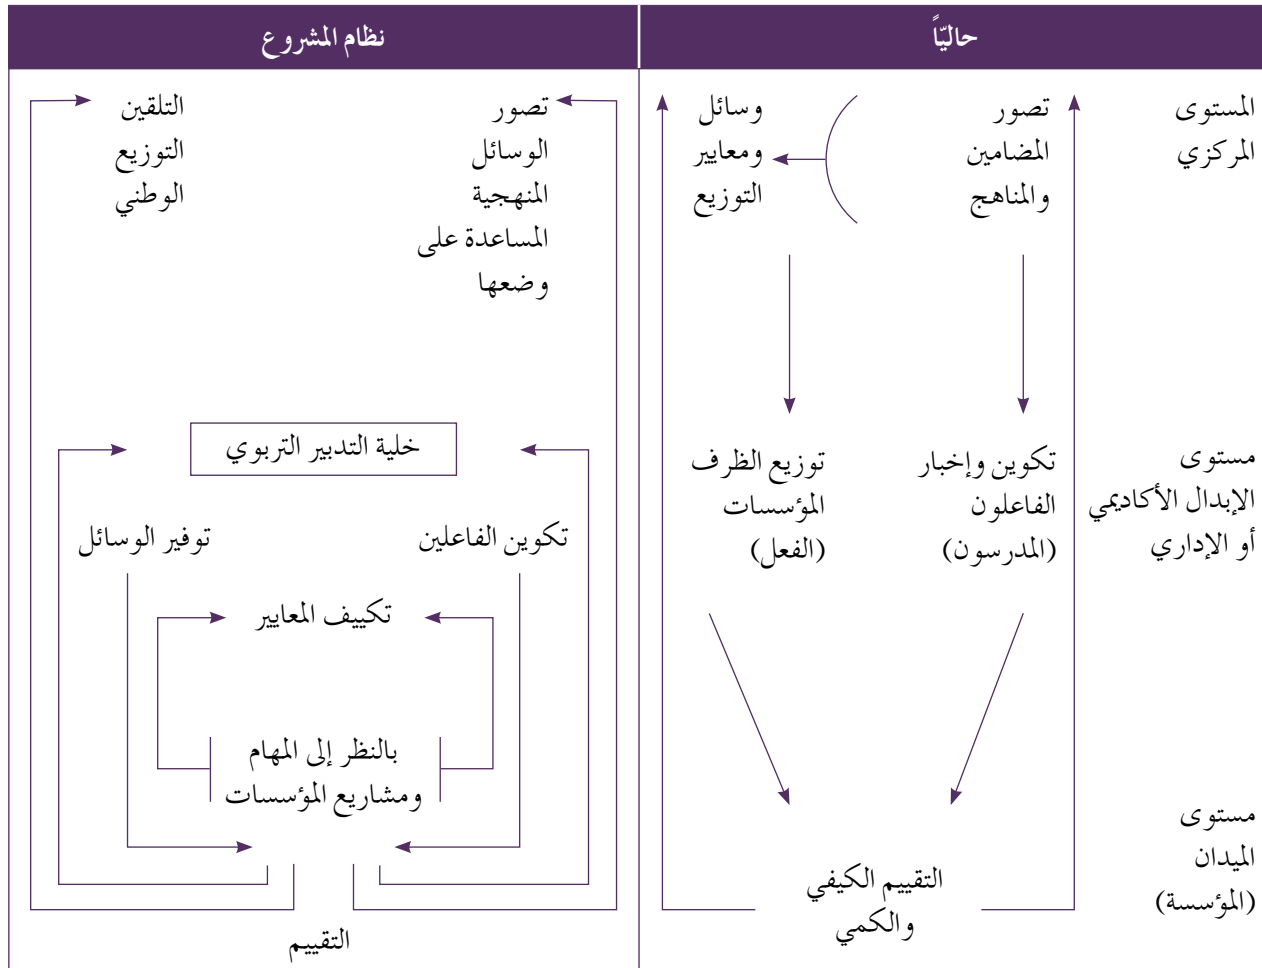 حاليًّا
نظام المشروع
المستوى
المركزي
تصور
المضامين
والمناهج
وسائل
ومعايير
التوزيع
مستوى
الإبدال الأكاديمي
أو الإداري
تكوين وإخبار
الفاعلون
(المدرسون)
توزيع الظرف
المؤسسات
(الفعل)
مستوى
الميدان
(المؤسسة)
التقييم الكيفي
والكمي
تصور
الوسائل
المنهجية
المساعدة على
وضعها
التلقين
التوزيع
الوطني
خلية التدبير التربوي
تكوين الفاعلين
توفير الوسائل
تكييف المعايير
بالنظر إلى المهام
ومشاريع المؤسسات
التقييم